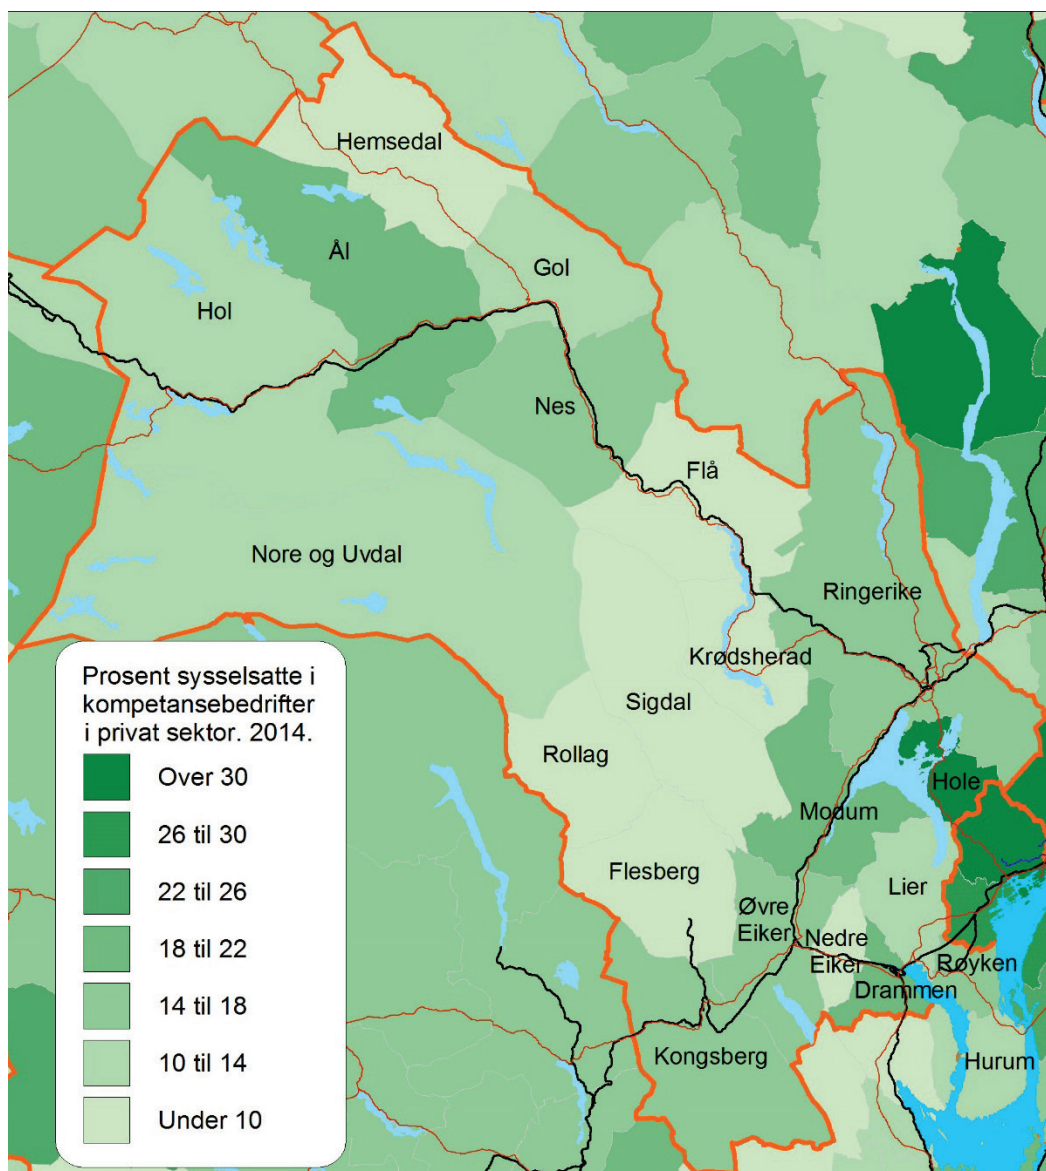 Hemsedal
Ål
Gol
Hol
Nes
Flå
Nore og Uvdal
Ringerike
Krødsherad
Sigdal
Rollag
Hole
Modum
Flesberg
Lier
Øvre
Eiker
Nedre
Eiker
Røyken
Drammen
Kongsberg
Hurum
Prosent sysselsatte i
kompetansebedrifter
i privat sektor. 2014.
Over 30
26 til 30
22 til 26
18 til 22
14 til 18
10 til 14
Under 10